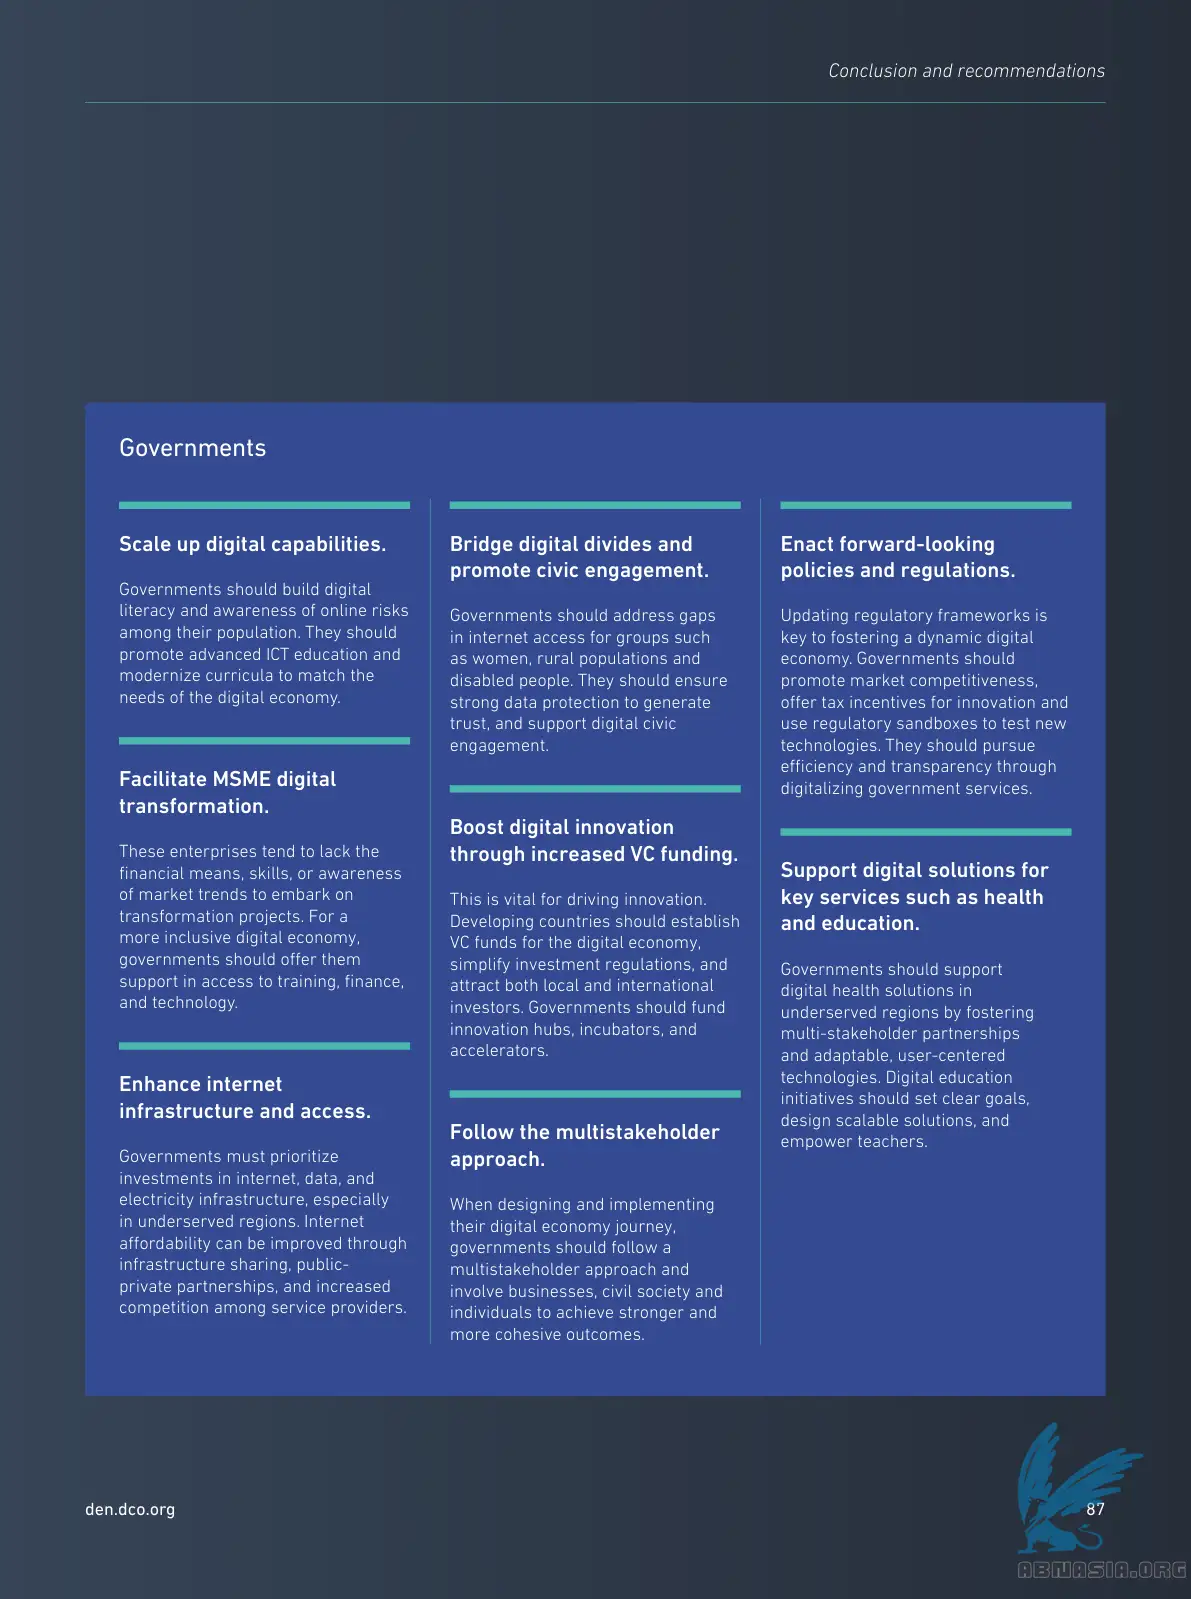 Conclusion and recommendations
Governments
Scale up digital capabilities.
Governments should build digital
literacy and awareness of online risks
among their population. They should
promote advanced ICT education and
modernize curricula to match the
needs of the digital economy.
Facilitate MSME digital
transformation.
These enterprises tend to lack the
financial means, skills, or awareness
of market trends to embark on
transformation projects. For a
more inclusive digital economy,
governments should offer them
support in access to training, finance,
and technology.
Enhance internet
infrastructure and access.
Governments must prioritize
investments in internet, data, and
electricity infrastructure, especially
in underserved regions. Internet
affordability can be improved through
infrastructure sharing, public-
private partnerships, and increased
competition among service providers.
Bridge digital divides and
promote civic engagement.
Governments should address gaps
in internet access for groups such
as women, rural populations and
disabled people. They should ensure
strong data protection to generate
trust, and support digital civic
engagement.
Boost digital innovation
through increased VC funding.
This is vital for driving innovation.
Developing countries should establish
VC funds for the digital economy,
simplify investment regulations, and
attract both local and international
investors. Governments should fund
innovation hubs, incubators, and
accelerators.
Follow the multistakeholder
approach.
When designing and implementing
their digital economy journey,
governments should follow a
multistakeholder approach and
involve businesses, civil society and
individuals to achieve stronger and
more cohesive outcomes.
Enact forward-looking
policies and regulations.
Updating regulatory frameworks is
key to fostering a dynamic digital
economy. Governments should
promote market competitiveness,
offer tax incentives for innovation and
use regulatory sandboxes to test new
technologies. They should pursue
efficiency and transparency through
digitalizing government services.
Support digital solutions for
key services such as health
and education.
Governments should support
digital health solutions in
underserved regions by fostering
multi-stakeholder partnerships
and adaptable, user-centered
technologies. Digital education
initiatives should set clear goals,
design scalable solutions, and
empower teachers.
den.dco.org
87
ABNASIA.ORG